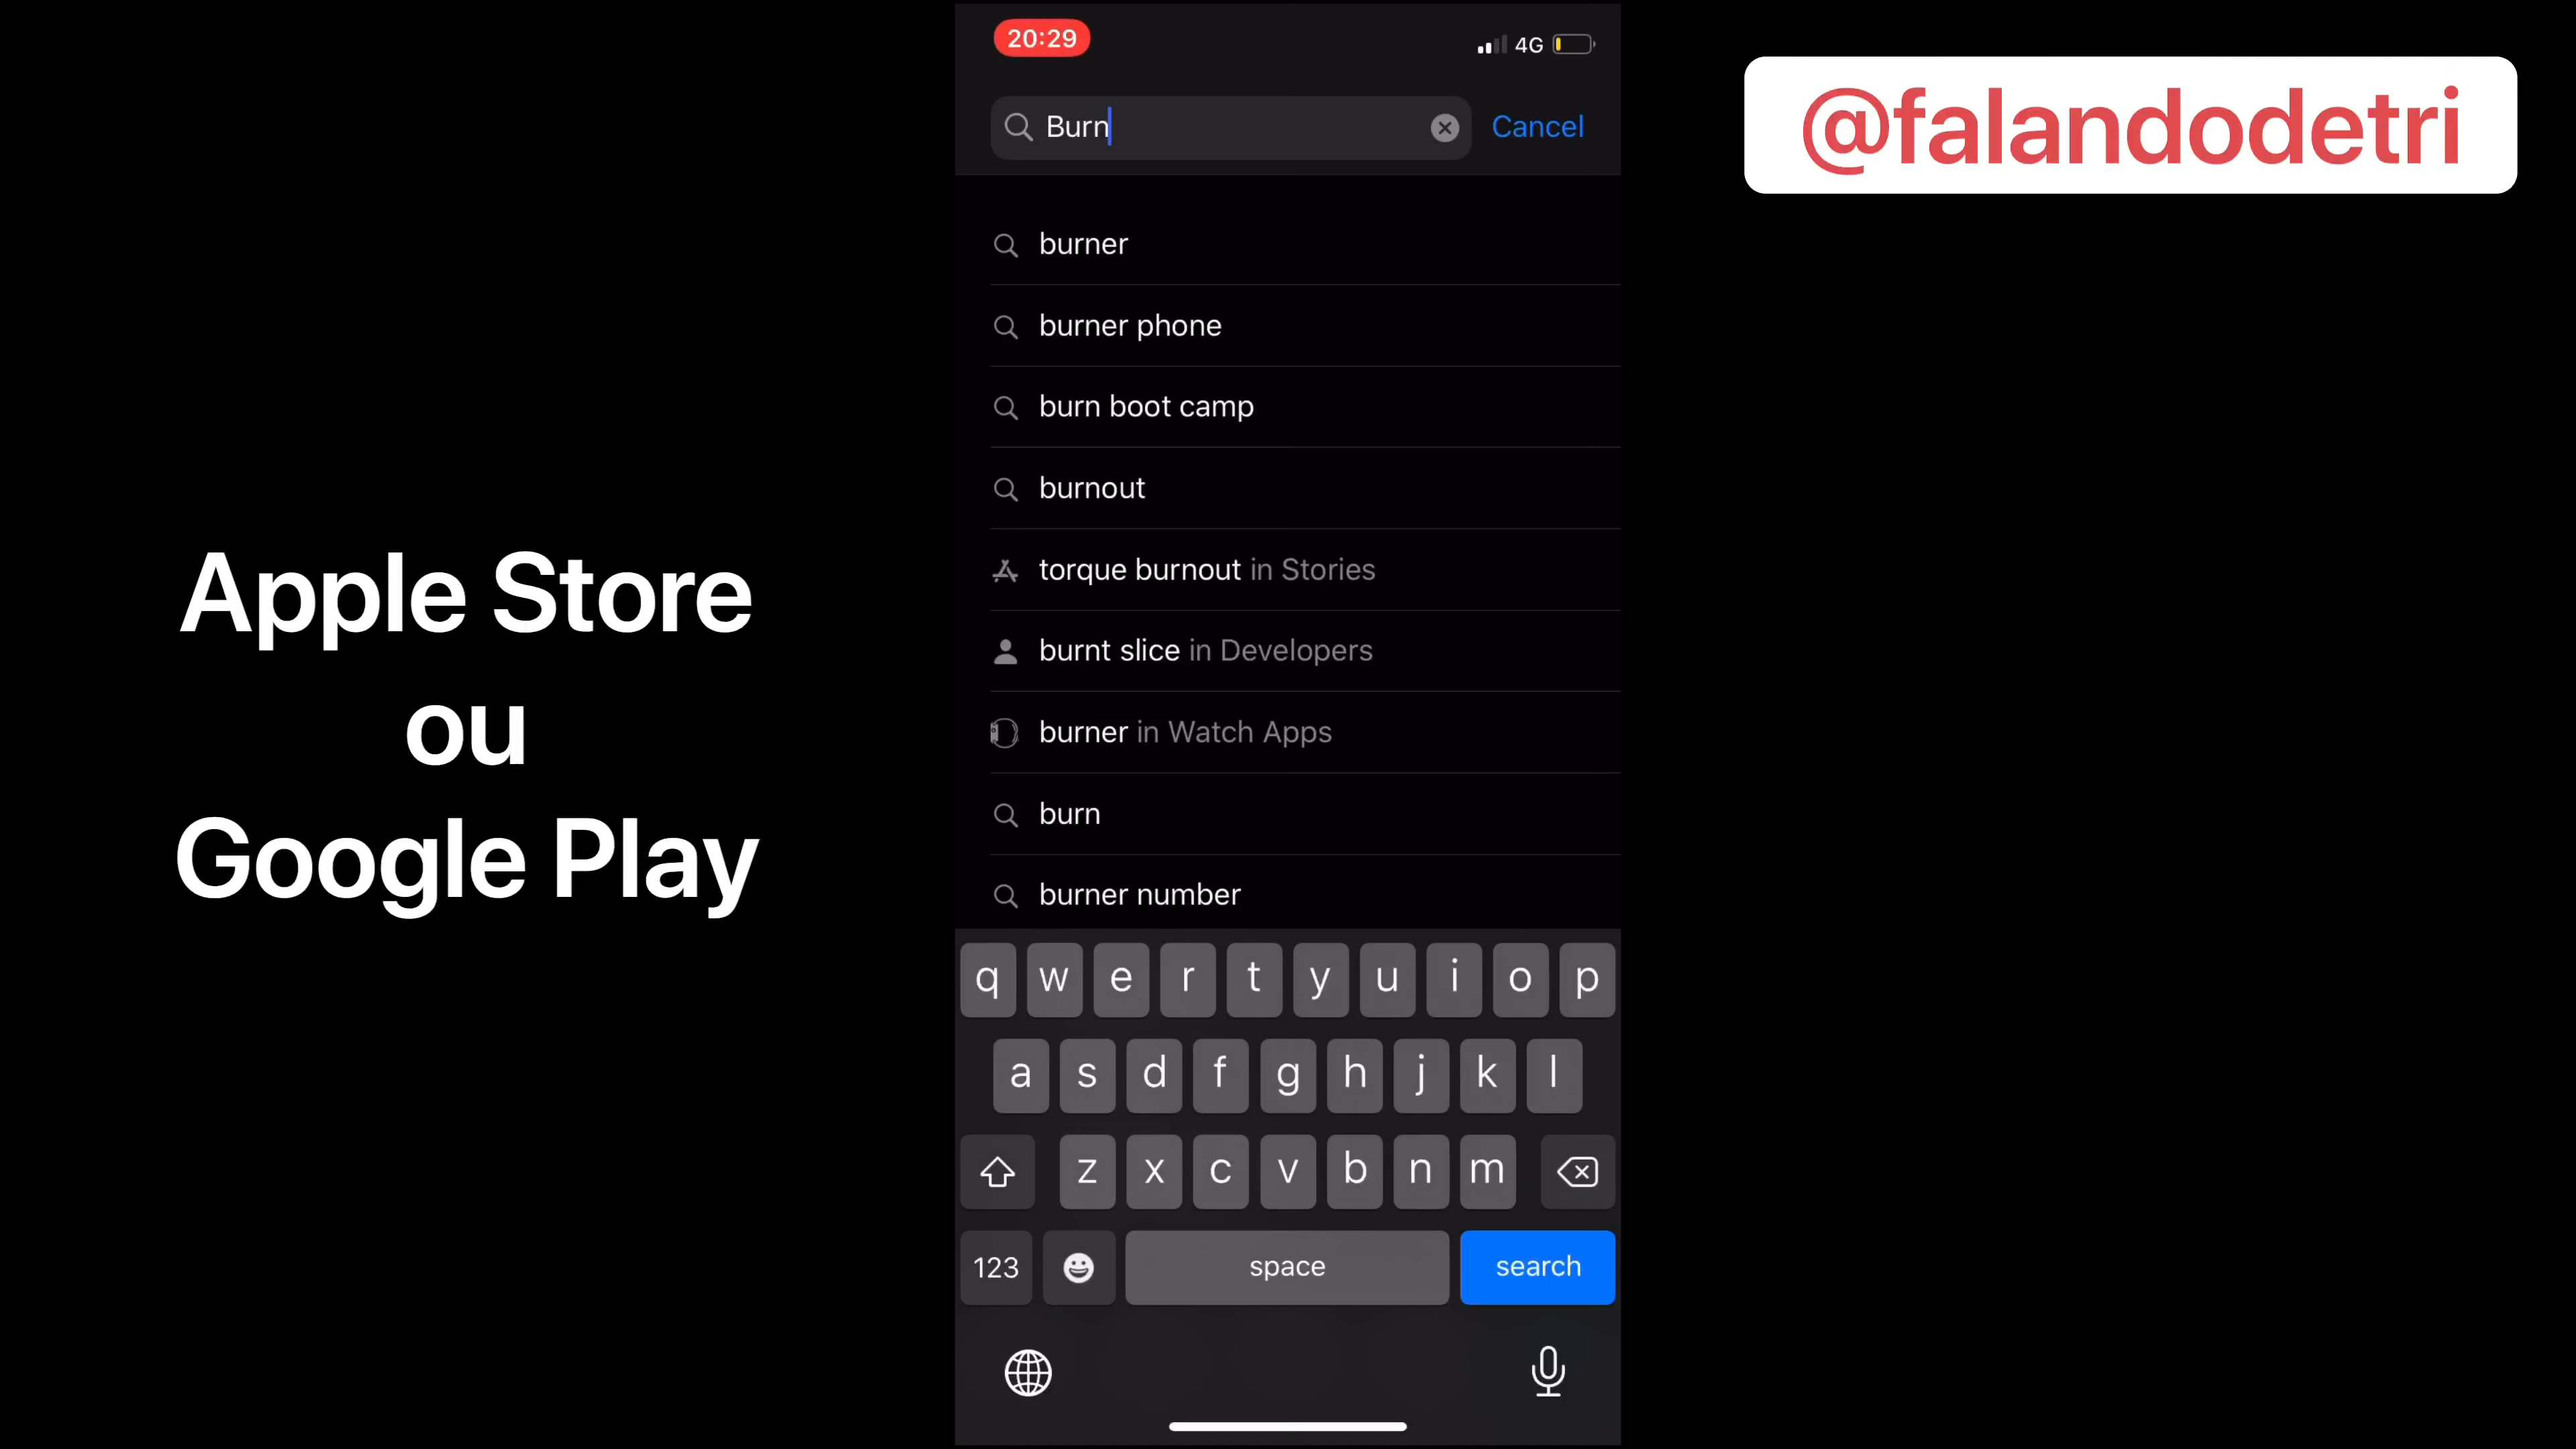 Apple Store
ou
Google Play
20:29
4G
Burn
Cancel
burner
burner phone
burn boot camp
burnout
torque burnout in Stories
burnt slice in Developers
burner in Watch Apps
burn
burner number
q w e r t y u i o p
a s d f g h j k l
z x c v b n m
123 space search
@falandodetri